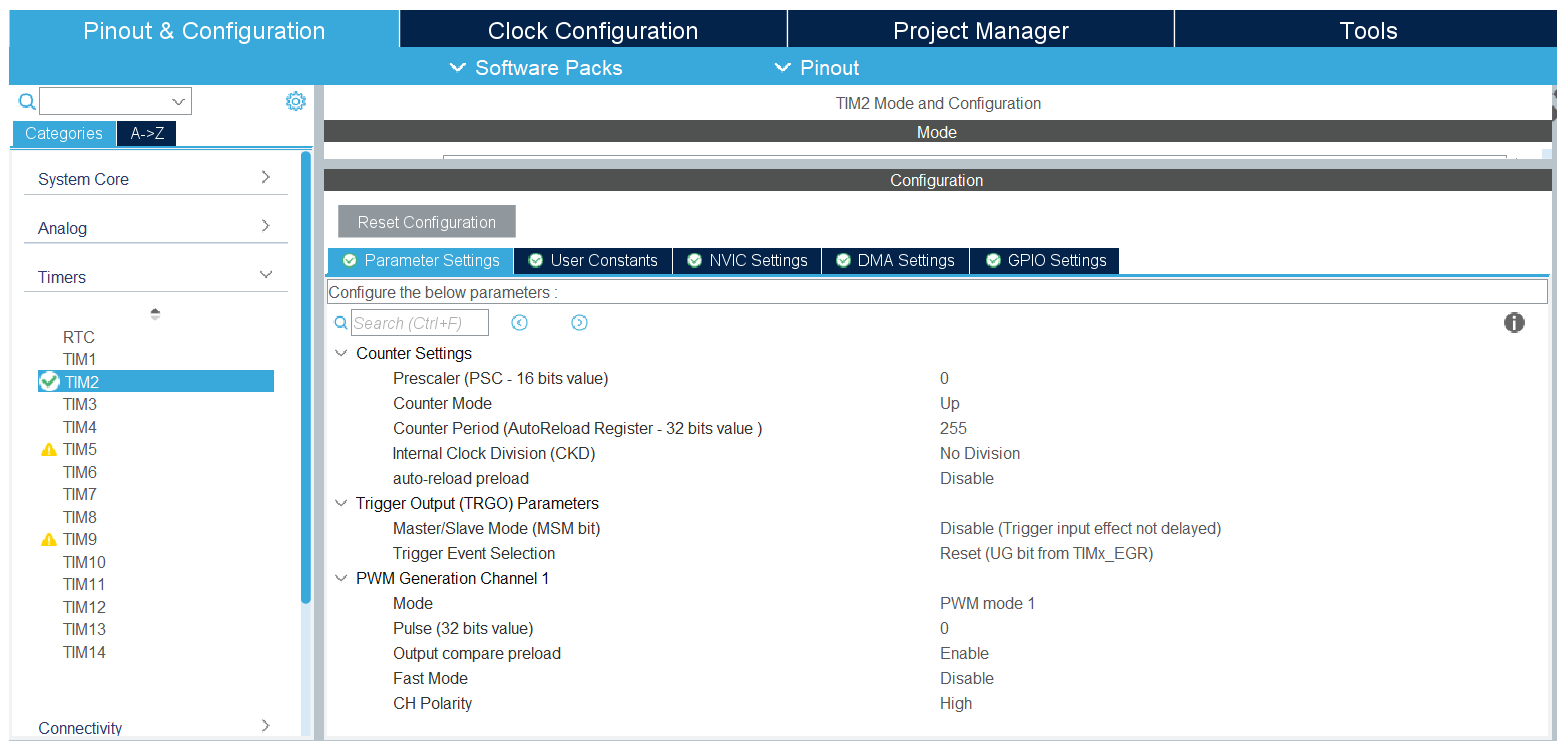 Pinout & Configuration
Clock Configuration
Project Manager
Tools
Software Packs
Pinout
Categories
A->Z
System Core
Analog
Timers
RTC
TIM1
TIM2
TIM3
TIM4
TIM5
TIM6
TIM7
TIM8
TIM9
TIM10
TIM11
TIM12
TIM13
TIM14
Connectivity
TIM2 Mode and Configuration
Mode
Configuration
Reset Configuration
Parameter Settings
User Constants
NVIC Settings
DMA Settings
GPIO Settings
Configure the below parameters :
Search (Ctrl+F)
Counter Settings
Prescaler (PSC - 16 bits value) 0
Counter Mode Up
Counter Period (AutoReload Register - 32 bits value ) 255
Internal Clock Division (CKD) No Division
auto-reload preload Disable
Trigger Output (TRGO) Parameters
Master/Slave Mode (MSM bit) Disable (Trigger input effect not delayed)
Trigger Event Selection Reset (UG bit from TIMx_EGR)
PWM Generation Channel 1
Mode PWM mode 1
Pulse (32 bits value) 0
Output compare preload Enable
Fast Mode Disable
CH Polarity High